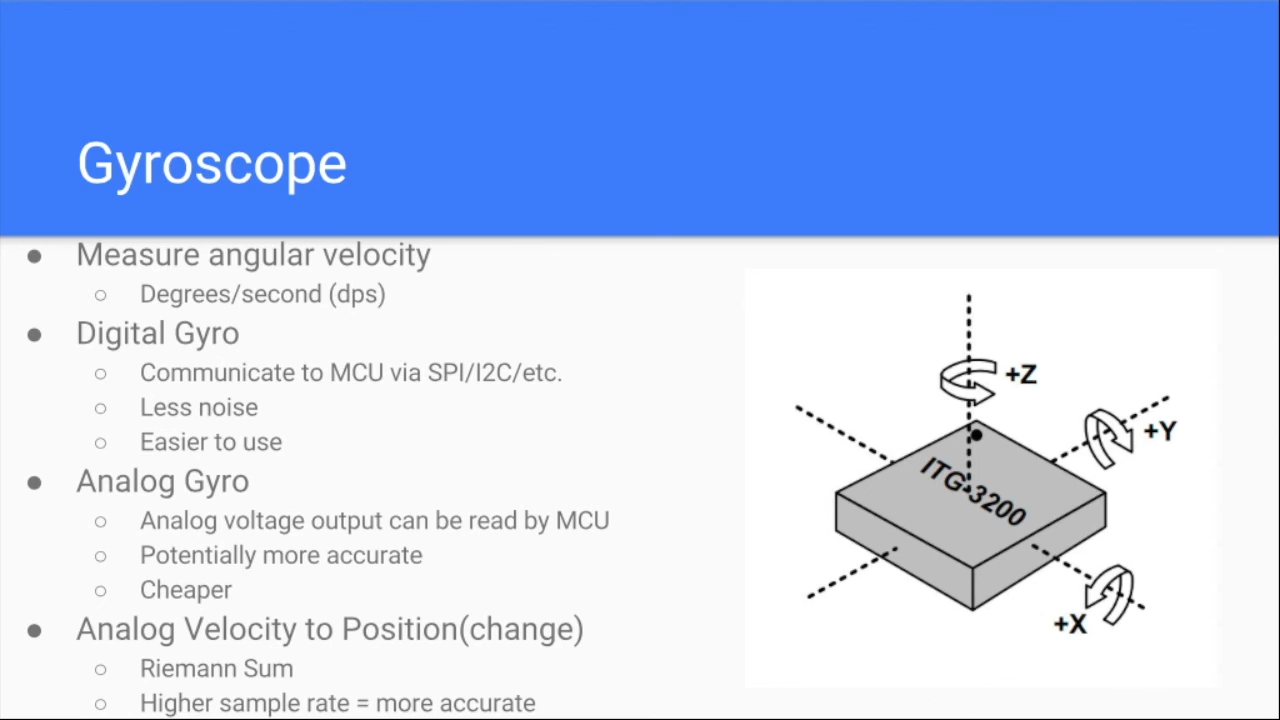 Gyroscope
● Measure angular velocity
○ Degrees/second (dps)
● Digital Gyro
○ Communicate to MCU via SPI/I2C/etc.
○ Less noise
○ Easier to use
● Analog Gyro
○ Analog voltage output can be read by MCU
○ Potentially more accurate
○ Cheaper
● Analog Velocity to Position(change)
○ Riemann Sum
○ Higher sample rate = more accurate
+Z
+Y
ITG-3200
+X